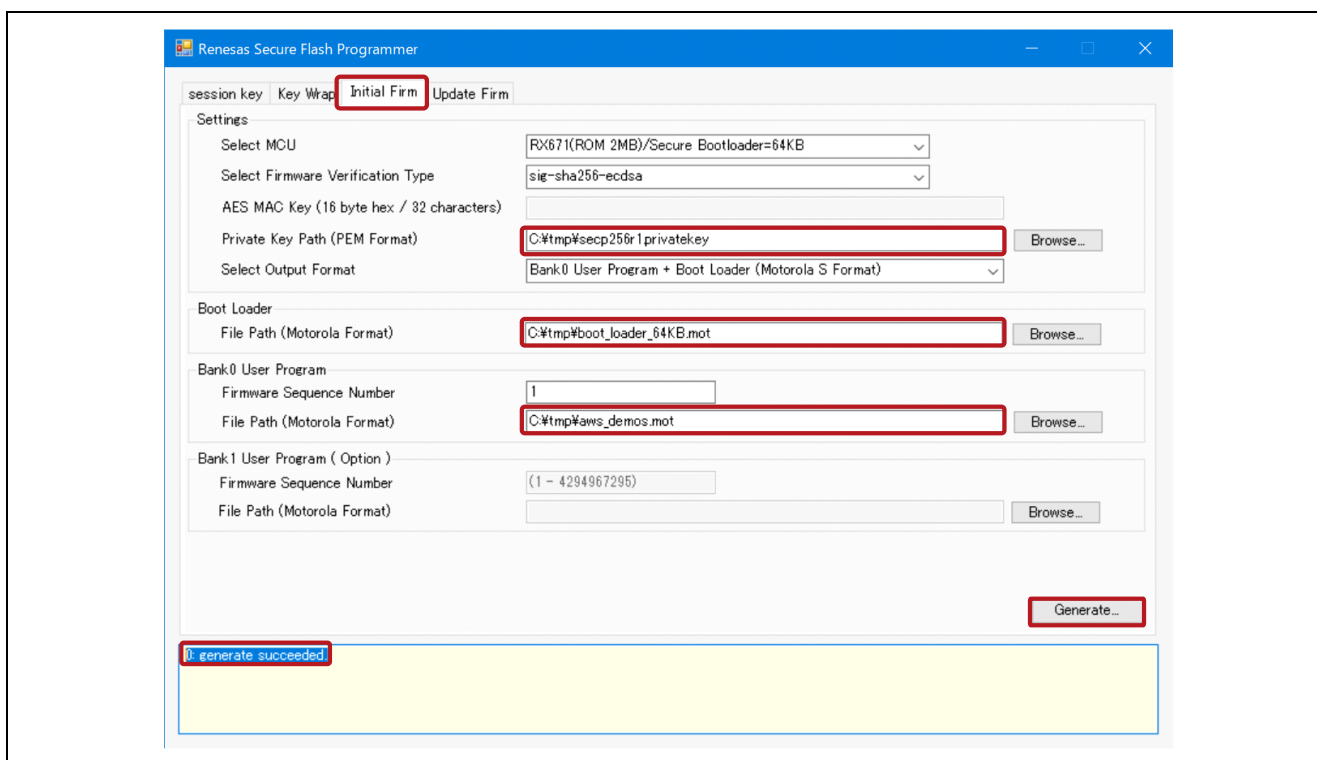 Renesas Secure Flash Programmer
session key Key Wrap Initial Firm Update Firm
Settings
Select MCU RX671(ROM 2MB)/Secure Bootloader=64KB
Select Firmware Verification Type sig-sha256-ecdsa
AES MAC Key (16 byte hex / 32 characters)
Private Key Path (PEM Format) C:¥tmp¥secp256r1.privatekey Browse...
Select Output Format Bank0 User Program + Boot Loader (Motorola S Format)
Boot Loader
File Path (Motorola Format) C:¥tmp¥boot_loader_64KB.mot Browse...
Bank0 User Program
Firmware Sequence Number 1
File Path (Motorola Format) C:¥tmp¥aws_demos.mot Browse...
Bank1 User Program ( Option )
Firmware Sequence Number (1 - 4294967295)
File Path (Motorola Format) Browse...
Generate...
0: generate succeeded.